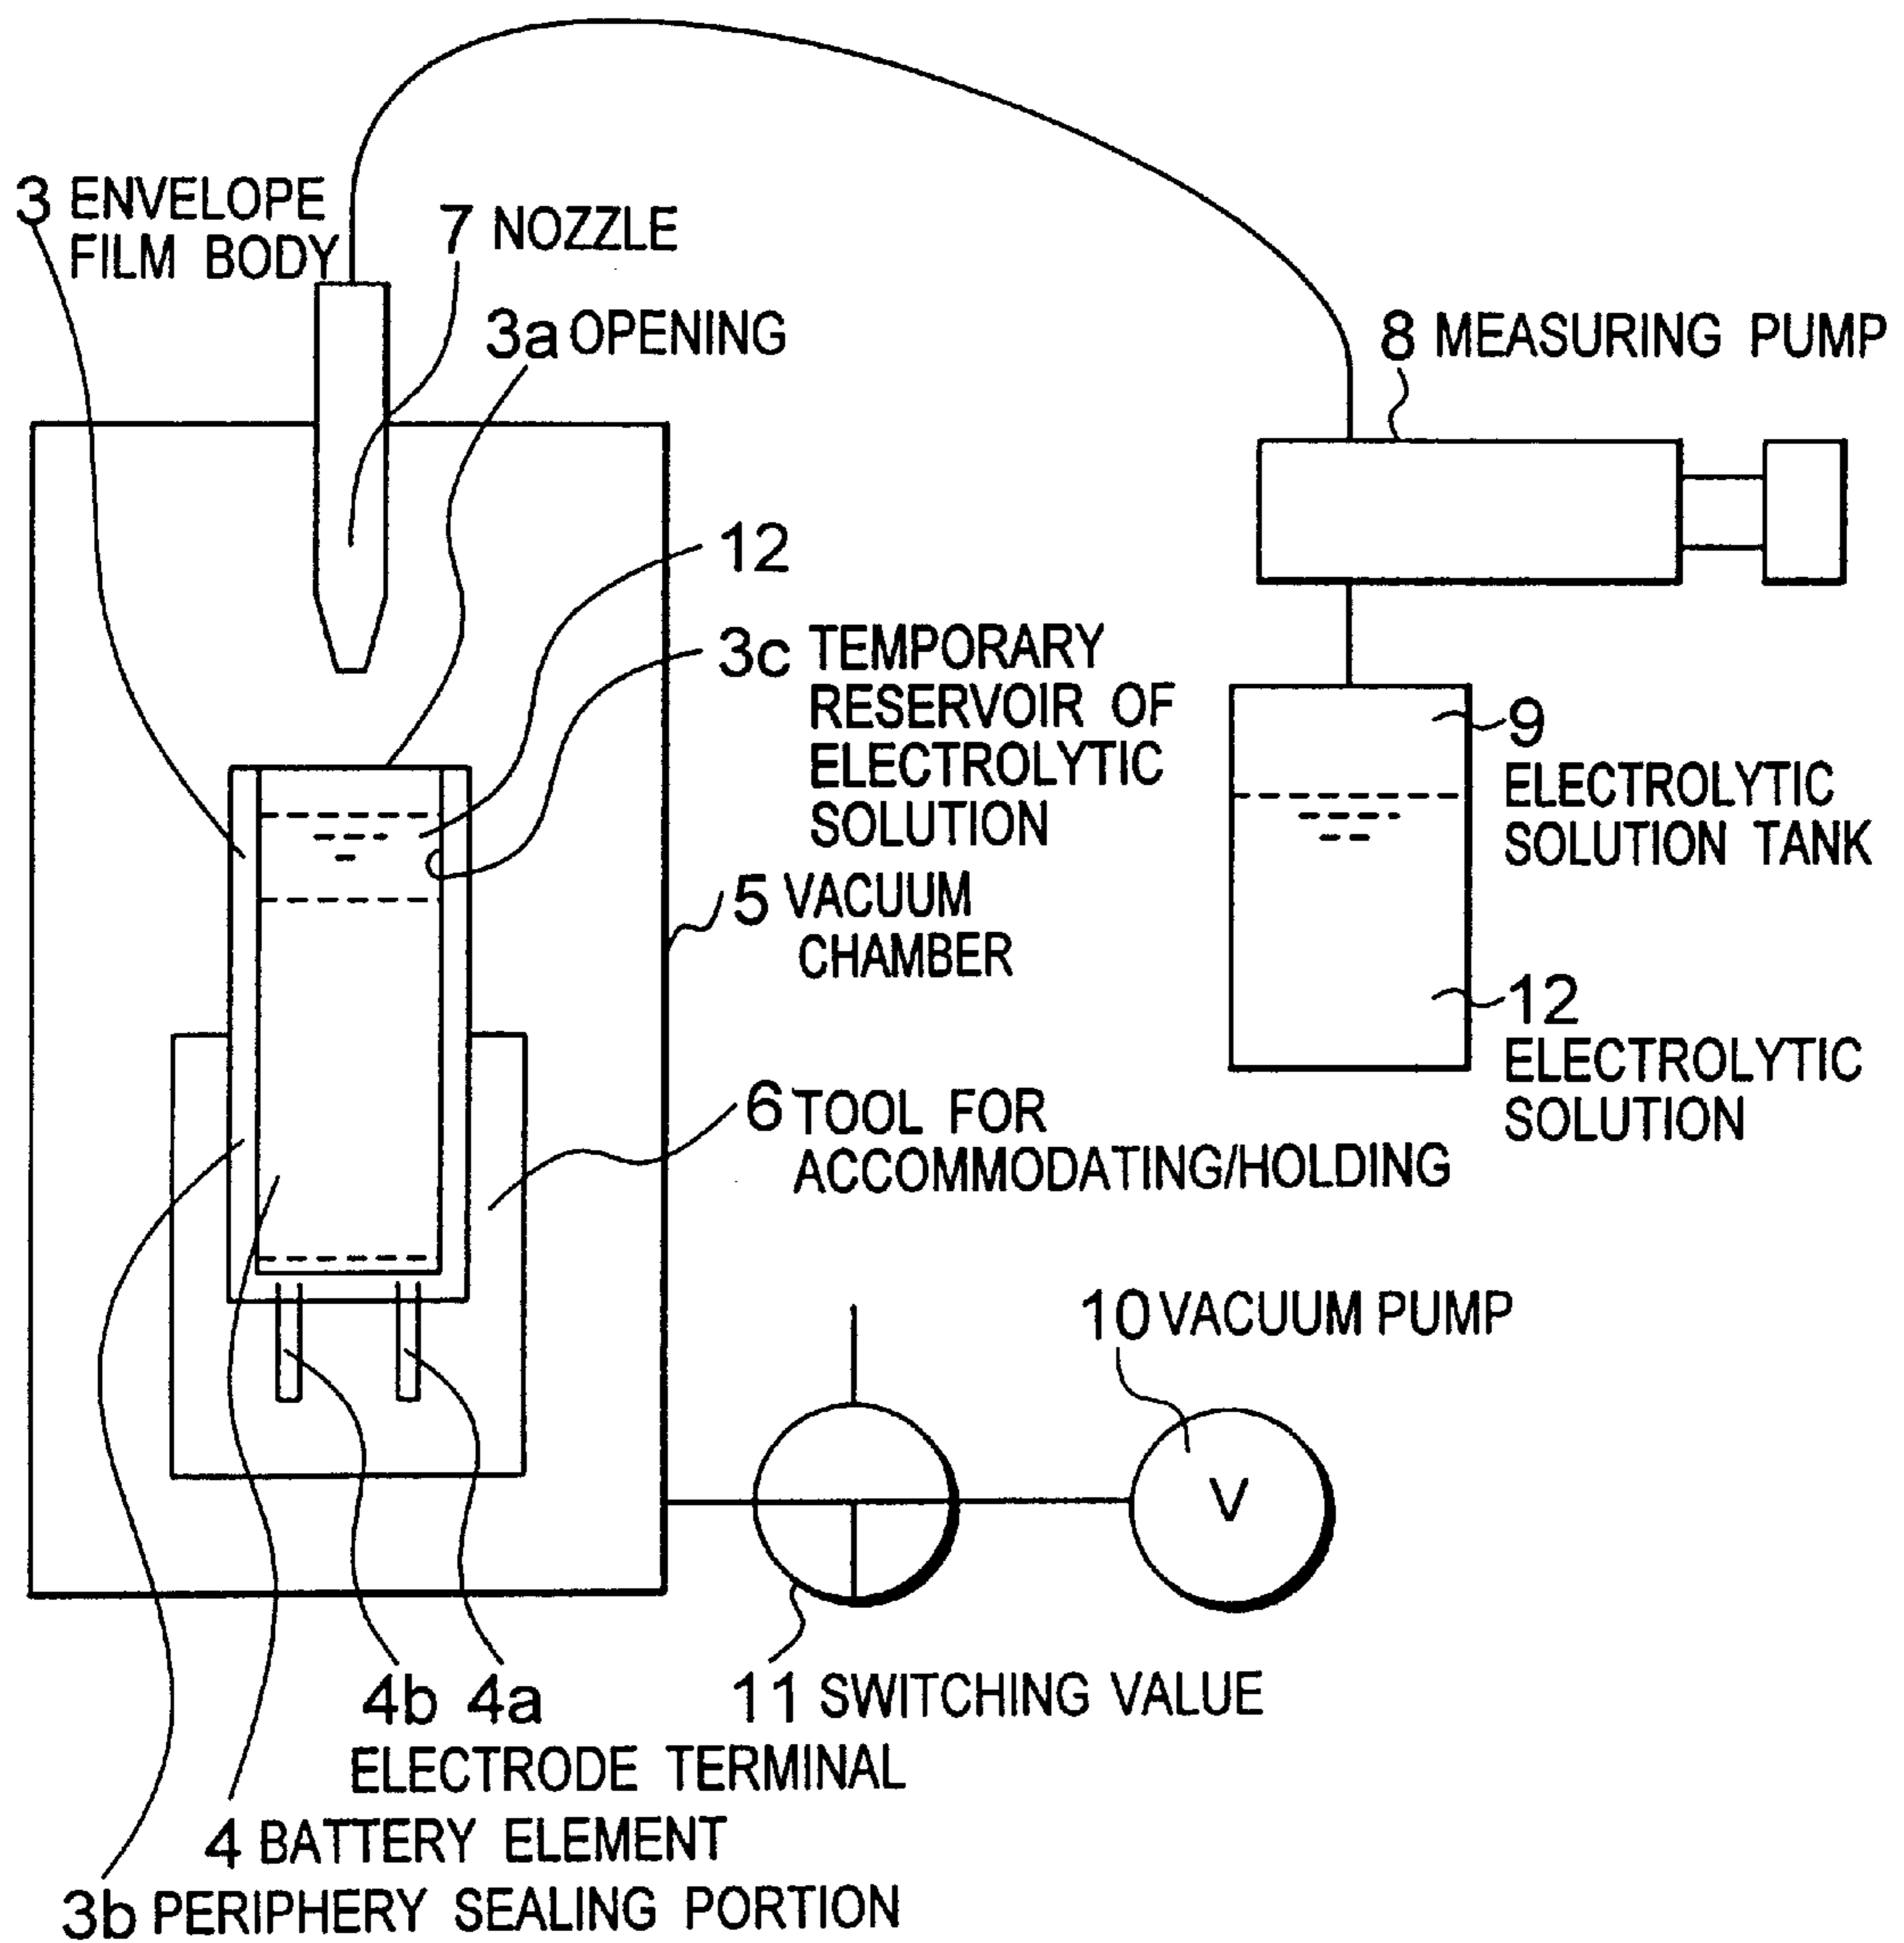 3 ENVELOPE
FILM BODY
7 NOZZLE
3a OPENING
8 MEASURING PUMP
12
3c TEMPORARY
RESERVOIR OF
ELECTROLYTIC
SOLUTION
9
ELECTROLYTIC
SOLUTION TANK
5 VACUUM
CHAMBER
12
ELECTROLYTIC
SOLUTION
6 TOOL FOR
ACCOMMODATING/HOLDING
10 VACUUM PUMP
V
11 SWITCHING VALUE
4b 4a
ELECTRODE TERMINAL
4 BATTERY ELEMENT
3b PERIPHERY SEALING PORTION